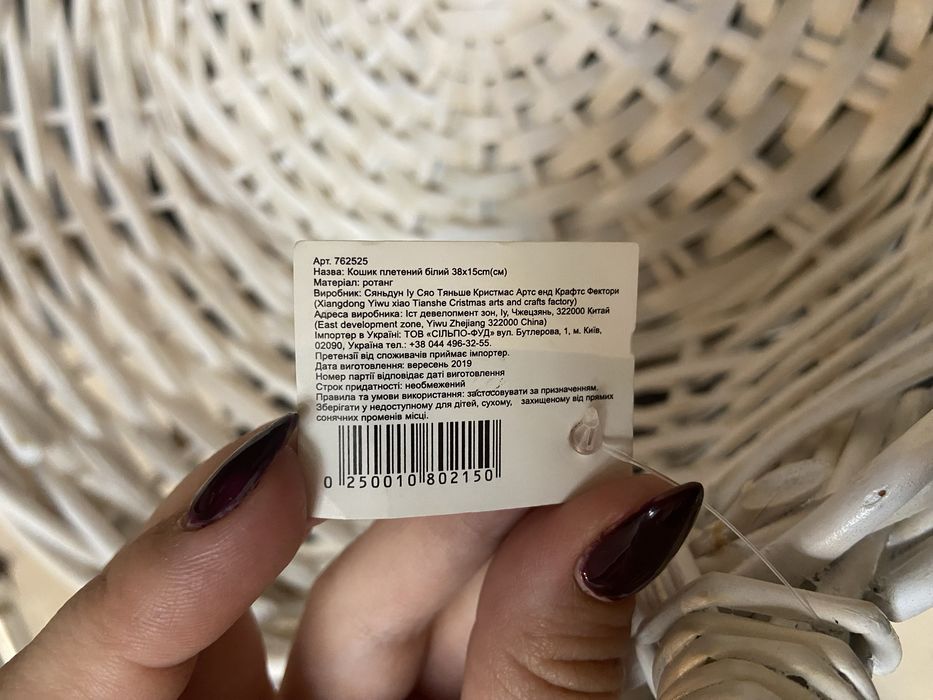 Арт. 762525
Назва: Кошик плетений білий 38х15cm(см)
Матеріал: ротанг
Виробник: Сяньдун Іу Сяо Тяньше Кристмас Артс енд Крафтс Фектори
(Xiangdong Yiwu xiao Tianshe Cristmas arts and crafts factory)
Адреса виробника: Іст девелопмент зон, Іу, Чжецзянь, 322000 Китай
(East development zone, Yiwu Zhejiang 322000 China)
Імпортер в Україні: ТОВ «СІЛЬПО-ФУД» вул. Бутлерова, 1, м. Київ,
02090, Україна тел.: +38 044 496-32-55.
Претензії від споживачів приймає імпортер.
Дата виготовлення: вересень 2019
Номер партії відповідає даті виготовлення
Строк придатності: необмежений
Правила та умови використання: застосовувати за призначенням.
Зберігати у недоступному для дітей, сухому, захищеному від прямих
сонячних променів місці.
0 250010 802150